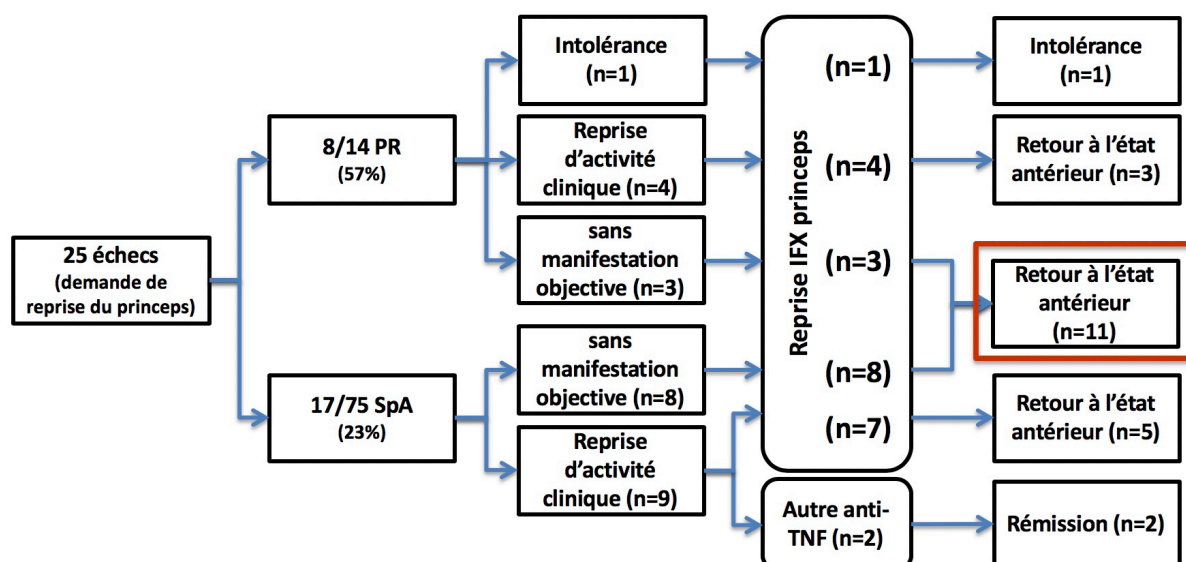 25 échecs
(demande de
reprise du princeps)
8/14 PR
(57%)
17/75 SpA
(23%)
Intolérance
(n=1)
Reprise
d’activité
clinique (n=4)
sans
manifestation
objective (n=3)
sans
manifestation
objective (n=8)
Reprise
d’activité
clinique (n=9)
Reprise IFX princeps
(n=1)
(n=4)
(n=3)
(n=8)
(n=7)
Autre anti-
TNF (n=2)
Intolérance
(n=1)
Retour à l’état
antérieur (n=3)
Retour à l’état
antérieur
(n=11)
Retour à l’état
antérieur (n=5)
Rémission (n=2)